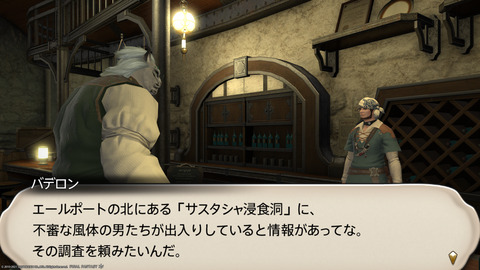 バデロン
エールポートの北にある「サスタシャ浸食洞」に、
不審な風体の男たちが出入りしていると情報があってな。
その調査を頼みたいんだ。
FINAL FANTASY XIV